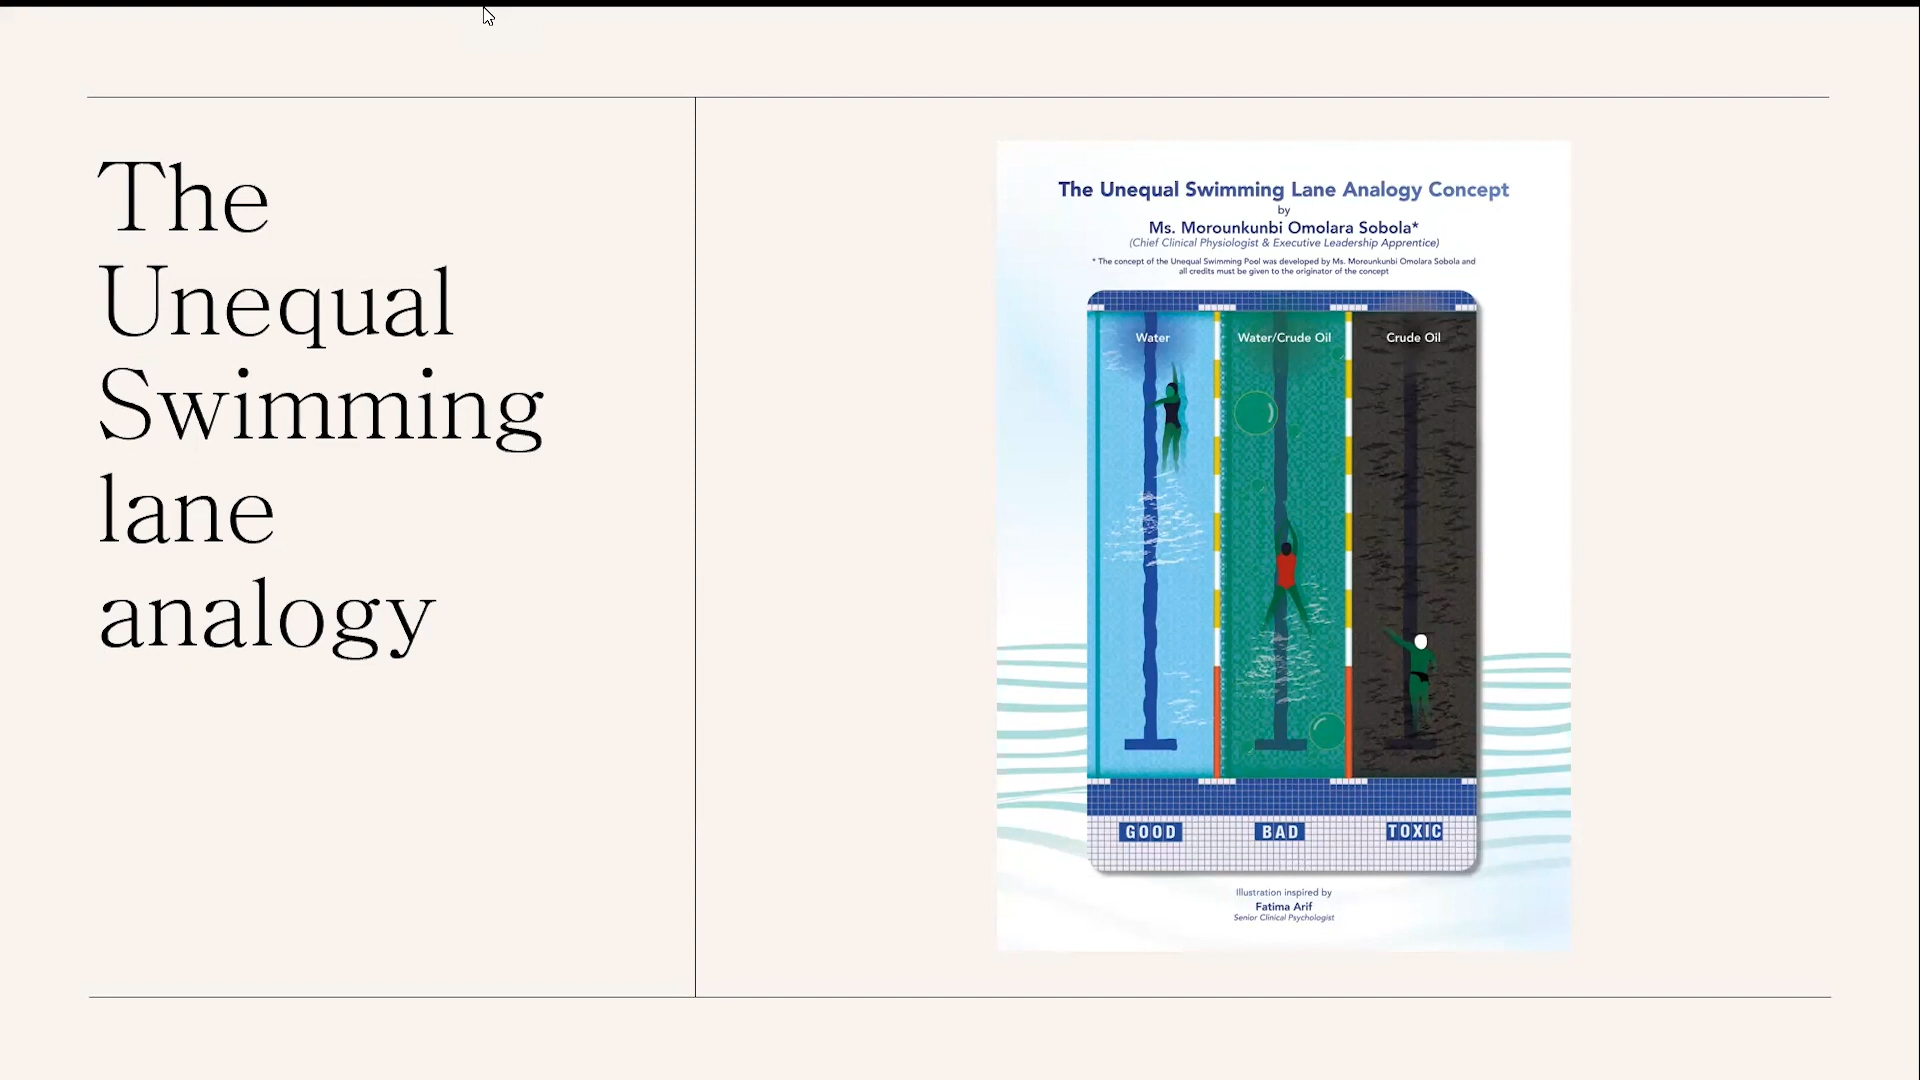 The
Unequal
Swimming
lane
analogy
The Unequal Swimming Lane Analogy Concept
by
Ms. Morounkunbi Omolara Sobola*
(Chief Clinical Physiologist & Executive Leadership Apprentice)
* The concept of the Unequal Swimming Pool was developed by Ms. Morounkunbi Omolara Sobola and
all credits must be given to the originator of the concept
Water
Water/Crude Oil
Crude Oil
GOOD
BAD
TOXIC
Illustration inspired by
Fatima Arif
Senior Clinical Psychologist